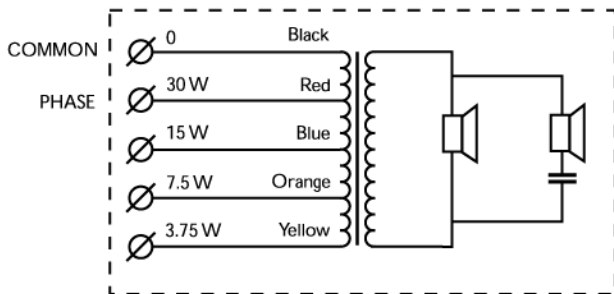 COMMON 0 Black
PHASE 30 W Red
15 W Blue
7.5 W Orange
3.75 W Yellow